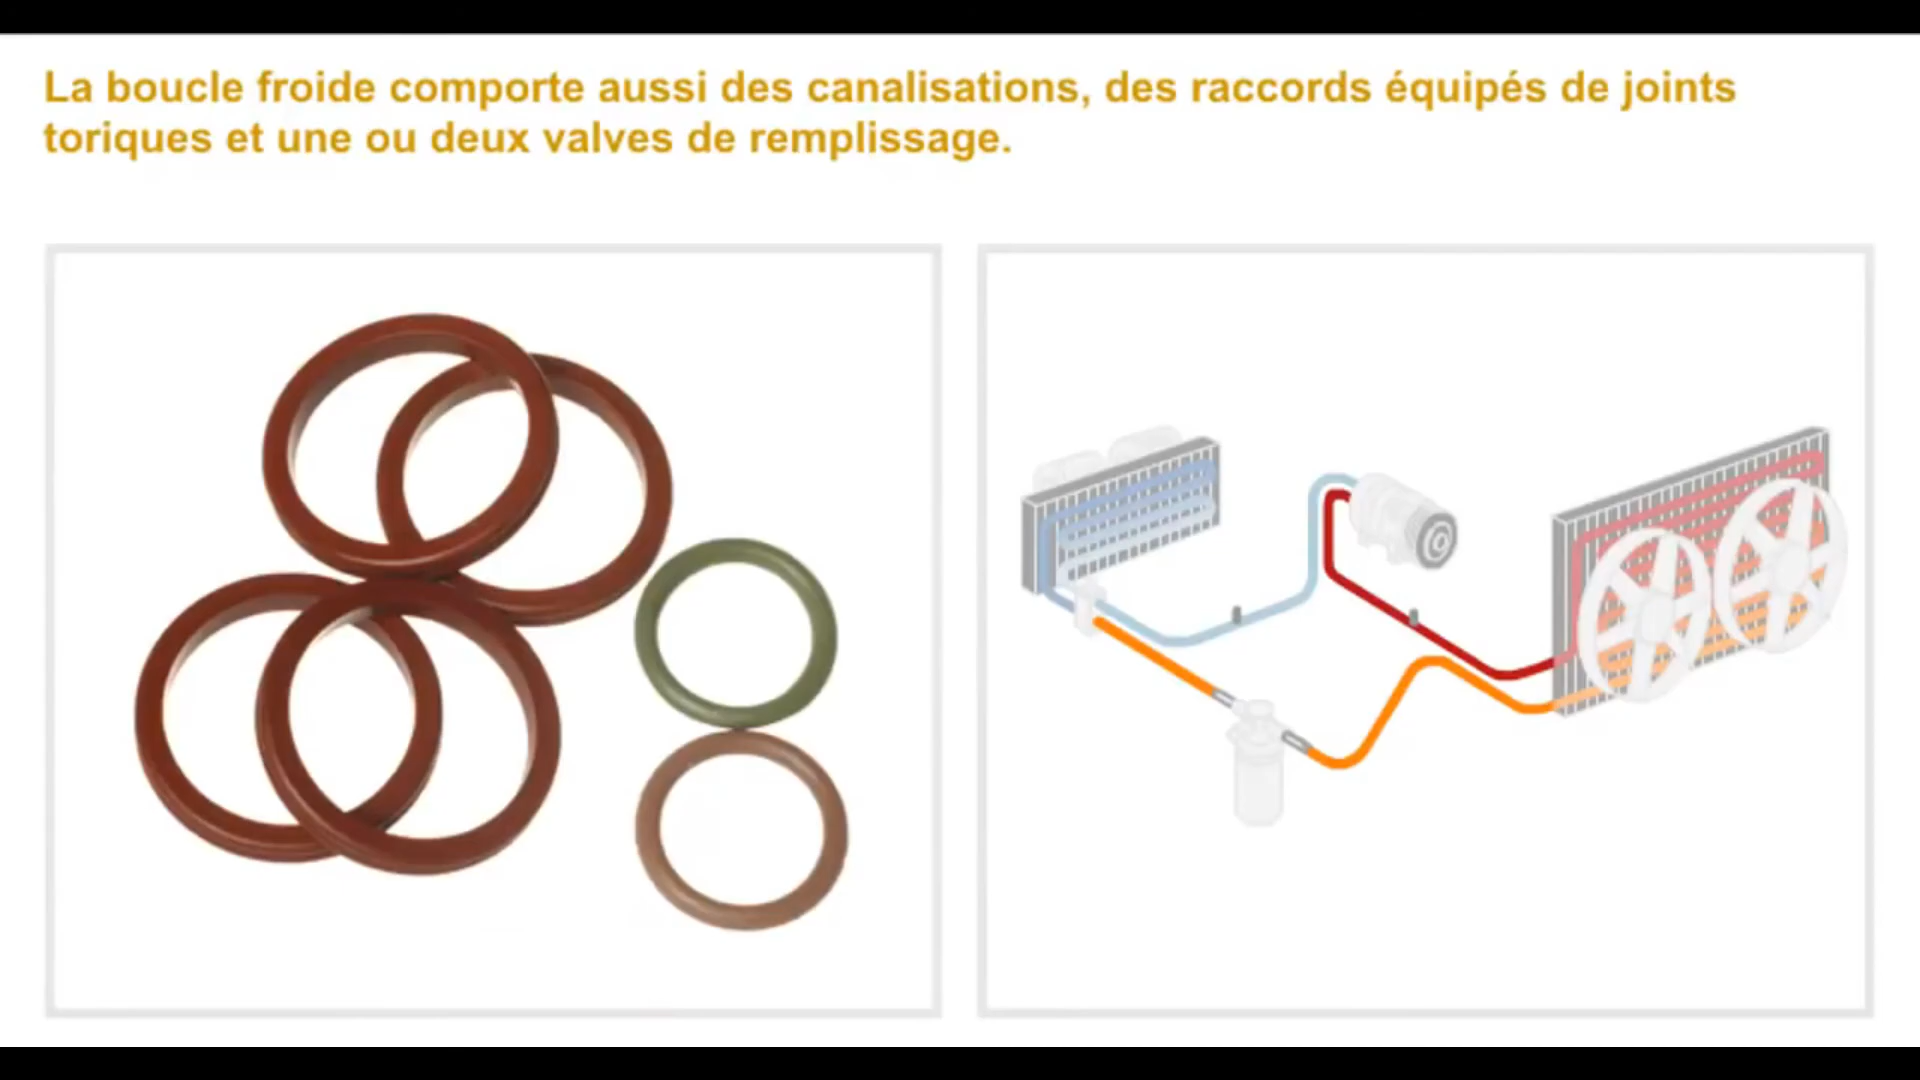 La boucle froide comporte aussi des canalisations, des raccords équipés de joints
toriques et une ou deux valves de remplissage.